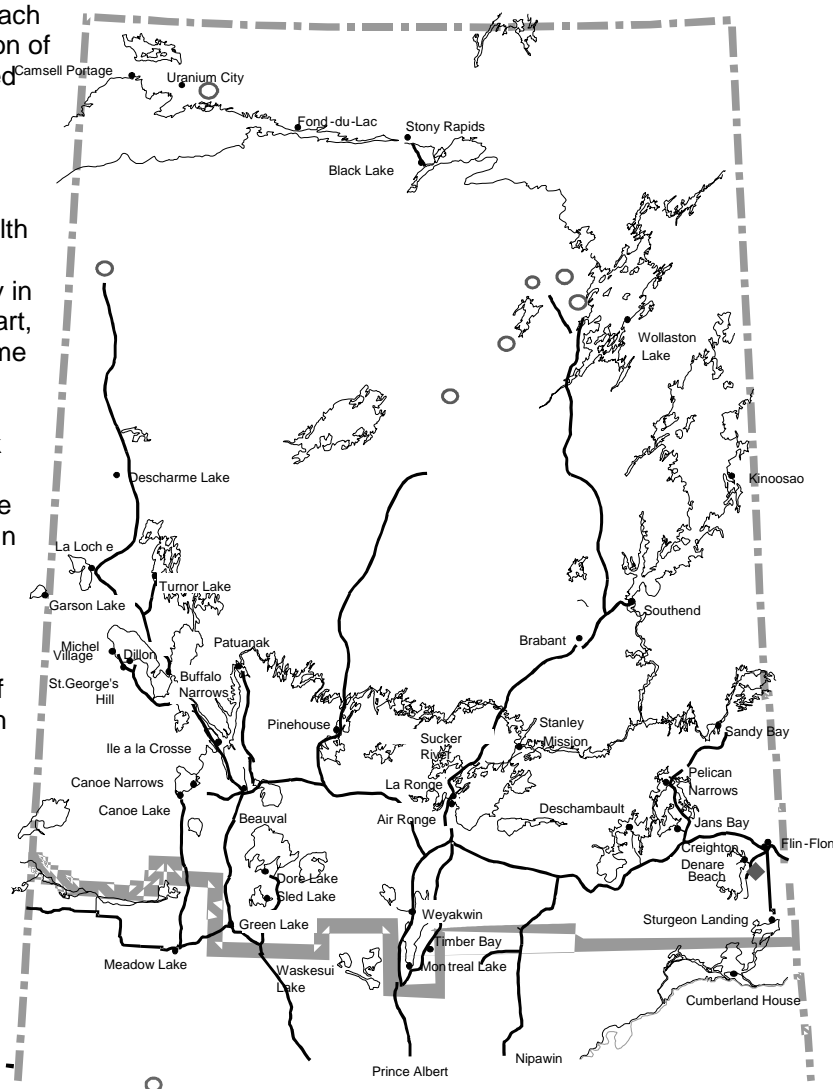 ach
on of
ed
Camsell Portage
Uranium City
Fond-du-Lac
Stony Rapids
Black Lake
lth
y in
art,
me
Wollaston
Lake
k
Descharme Lake
Kinoosao
e
n
La Loch e
Turnor Lake
Garson Lake
Southend
Brabant
Michel
Village
Dillon
Patuanak
St.George's
Hill
Buffalo
Narrows
f
n
Pinehouse
Stanley
Mission
Sandy Bay
Sucker
River
Ile a la Crosse
Canoe Narrows
La Ronge
Pelican
Narrows
Canoe Lake
Beauval
Air Ronge
Deschambault
Jans Bay
Creighton
Flin-Flon
Denare
Beach
Dore Lake
Sled Lake
Green Lake
Weyakwin
Sturgeon Landing
Timber Bay
Meadow Lake
Waskesui
Lake
Mon treal Lake
Cumberland House
Nipawin
Prince Albert